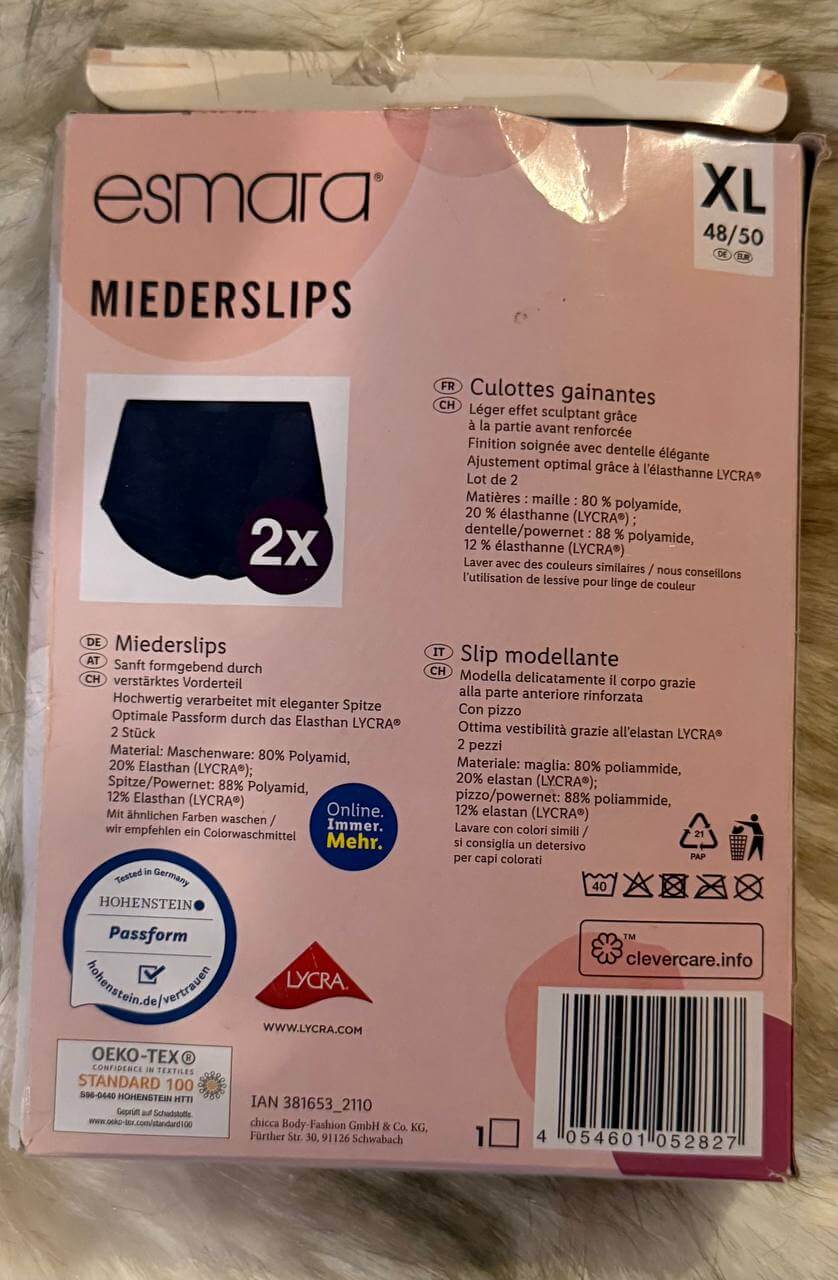 esmara®
XL
48/50
DE EUR
MIEDERSLIPS
2x
FR CH Culottes gainantes
Léger effet sculptant grâce
à la partie avant renforcée
Finition soignée avec dentelle élégante
Ajustement optimal grâce à l'élasthanne LYCRA®
Lot de 2
Matières : maille : 80 % polyamide,
20 % élasthanne (LYCRA®) ;
dentelle/powernet : 88 % polyamide,
12 % élasthanne (LYCRA®)
Laver avec des couleurs similaires / nous conseillons
l'utilisation de lessive pour linge de couleur
DE AT CH Miederslips
Sanft formgebend durch
verstärktes Vorderteil
Hochwertig verarbeitet mit eleganter Spitze
Optimale Passform durch das Elasthan LYCRA®
2 Stück
Material: Maschenware: 80% Polyamid,
20% Elasthan (LYCRA®);
Spitze/Powernet: 88% Polyamid,
12% Elasthan (LYCRA®)
Mit ähnlichen Farben waschen /
wir empfehlen ein Colorwaschmittel
IT CH Slip modellante
Modella delicatamente il corpo grazie
alla parte anteriore rinforzata
Con pizzo
Ottima vestibilità grazie all'elastan LYCRA®
2 pezzi
Materiale: maglia: 80% poliammide,
20% elastan (LYCRA®);
pizzo/powernet: 88% poliammide,
12% elastan (LYCRA®)
Lavare con colori simili /
si consiglia un detersivo
per capi colorati
Online.
Immer.
Mehr.
21
PAP
40
Tested in Germany
HOHENSTEIN
Passform
hohenstein.de/vertrauen
LYCRA®
WWW.LYCRA.COM
™
clevercare.info
OEKO-TEX®
CONFIDENCE IN TEXTILES
STANDARD 100
S96-0440 HOHENSTEIN HTTI
Geprüft auf Schadstoffe.
www.oeko-tex.com/standard100
IAN 381653_2110
chicca Body-Fashion GmbH & Co. KG,
Fürther Str. 30, 91126 Schwabach
1
4 054601 052827